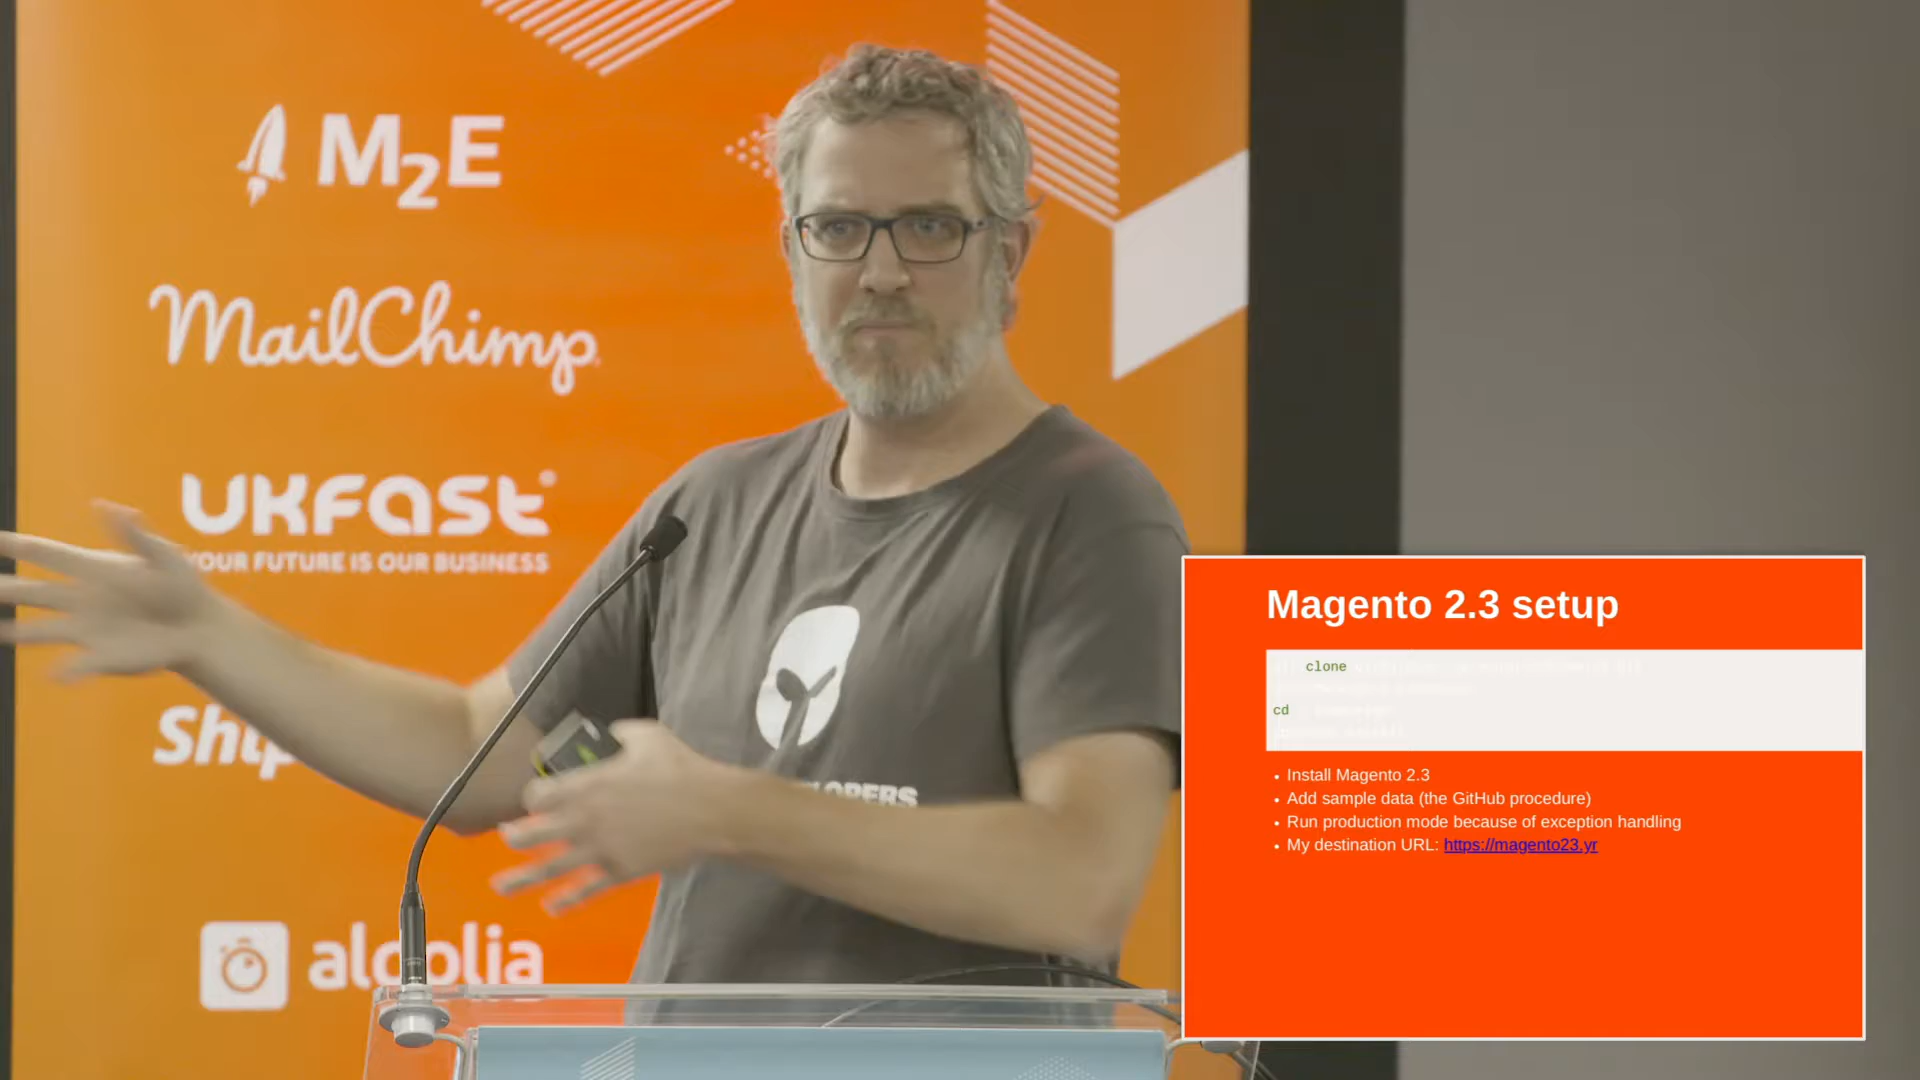 M2E
MailChimp
UKFAST
YOUR FUTURE IS OUR BUSINESS
algolia
Magento 2.3 setup
clone
cd
• Install Magento 2.3
• Add sample data (the GitHub procedure)
• Run production mode because of exception handling
• My destination URL: https://magento23.yr